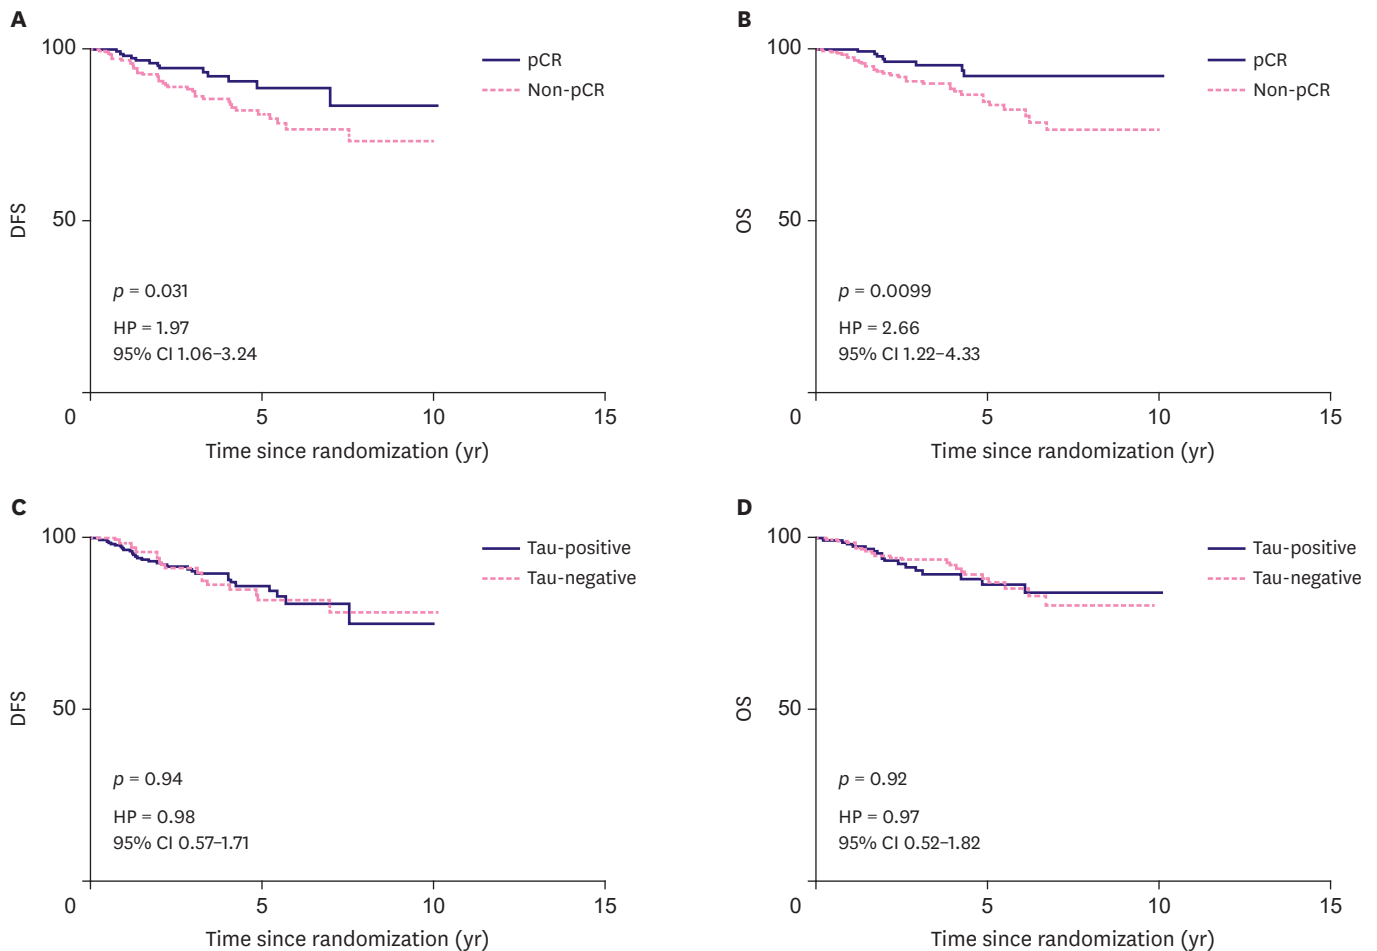 A
100
50
DFS
pCR
Non-pCR
p = 0.031
HP = 1.97
95% CI 1.06–3.24
0 5 10 15
Time since randomization (yr)
B
100
50
OS
pCR
Non-pCR
p = 0.0099
HP = 2.66
95% CI 1.22–4.33
0 5 10 15
Time since randomization (yr)
C
100
50
DFS
Tau-positive
Tau-negative
p = 0.94
HP = 0.98
95% CI 0.57–1.71
0 5 10 15
Time since randomization (yr)
D
100
50
OS
Tau-positive
Tau-negative
p = 0.92
HP = 0.97
95% CI 0.52–1.82
0 5 10 15
Time since randomization (yr)